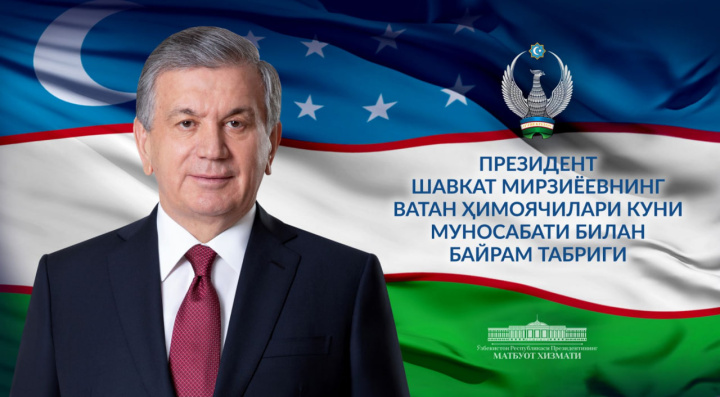 ПРЕЗИДЕНТ
ШАВКАТ МИРЗИЁЕВНИНГ
ВАТАН ҲИМОЯЧИЛАРИ КУНИ
МУНОСАБАТИ БИЛАН
БАЙРАМ ТАБРИГИ
Ўзбекистон Республикаси Президентининг
МАТБУОТ ХИЗМАТИ